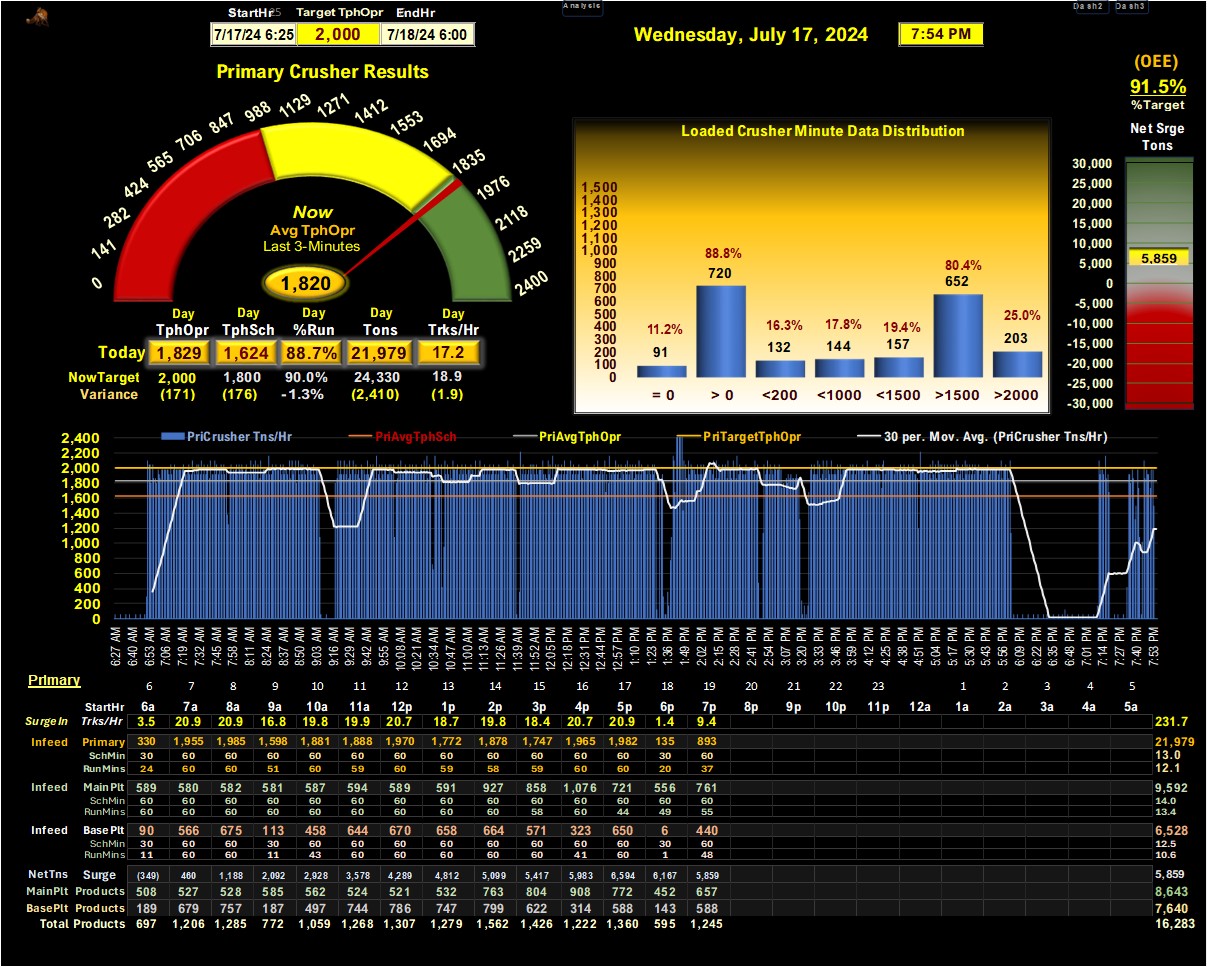 Analysis
Dash2 Dash3
StartHr Target TphOpr EndHr
7/17/24 6:25 2,000 7/18/24 6:00
Wednesday, July 17, 2024 7:54 PM
Primary Crusher Results
(OEE)
91.5%
%Target
Net Srge
Tons
0 141 282 424 565 706 847 988 1129 1271 1412 1553 1694 1835 1976 2118 2259 2400
Now
Avg TphOpr
Last 3-Minutes
1,820
Day Day Day Day Day
TphOpr TphSch %Run Tons Trks/Hr
Today 1,829 1,624 88.7% 21,979 17.2
NowTarget 2,000 1,800 90.0% 24,330 18.9
Variance (171) (176) -1.3% (2,410) (1.9)
Loaded Crusher Minute Data Distribution
1,500
1,400
1,300
1,200
1,100
1,000
900
800
700
600
500
400
300
200
100
0
11.2% 88.8% 16.3% 17.8% 19.4% 80.4% 25.0%
91 720 132 144 157 652 203
= 0 > 0 <200 <1000 <1500 >1500 >2000
30,000
25,000
20,000
15,000
10,000
5,000
0
-5,000
-10,000
-15,000
-20,000
-25,000
-30,000
5,859
PriCrusher Tns/Hr PriAvgTphSch PriAvgTphOpr PriTargetTphOpr 30 per. Mov. Avg. (PriCrusher Tns/Hr)
2,400
2,200
2,000
1,800
1,600
1,400
1,200
1,000
800
600
400
200
0
6:27 AM 6:40 AM 6:53 AM 7:06 AM 7:19 AM 7:32 AM 7:45 AM 7:58 AM 8:11 AM 8:24 AM 8:37 AM 8:50 AM 9:03 AM 9:16 AM 9:29 AM 9:42 AM 9:55 AM 10:08 AM 10:21 AM 10:34 AM 10:47 AM 11:00 AM 11:13 AM 11:26 AM 11:39 AM 11:52 AM 12:05 PM 12:18 PM 12:31 PM 12:44 PM 12:57 PM 1:10 PM 1:23 PM 1:36 PM 1:49 PM 2:02 PM 2:15 PM 2:28 PM 2:41 PM 2:54 PM 3:07 PM 3:20 PM 3:33 PM 3:46 PM 3:59 PM 4:12 PM 4:25 PM 4:38 PM 4:51 PM 5:04 PM 5:17 PM 5:30 PM 5:43 PM 5:56 PM 6:09 PM 6:22 PM 6:35 PM 6:48 PM 7:01 PM 7:14 PM 7:27 PM 7:40 PM 7:53 PM
Primary 6 7 8 9 10 11 12 13 14 15 16 17 18 19 20 21 22 23 1 2 3 4 5
StartHr 6a 7a 8a 9a 10a 11a 12p 1p 2p 3p 4p 5p 6p 7p 8p 9p 10p 11p 12a 1a 2a 3a 4a 5a
SurgeIn Trks/Hr 3.5 20.9 20.9 16.8 19.8 19.9 20.7 18.7 19.8 18.4 20.7 20.9 1.4 9.4 231.7
Infeed Primary 330 1,955 1,985 1,598 1,881 1,888 1,970 1,772 1,878 1,747 1,965 1,982 135 893 21,979
SchMin 30 60 60 60 60 60 60 60 60 60 60 60 30 60 13.0
RunMins 24 60 60 51 60 59 60 59 58 59 60 60 20 37 12.1
Infeed MainPlt 589 580 582 581 587 594 589 591 927 858 1,076 721 556 761 9,592
SchMin 60 60 60 60 60 60 60 60 60 60 60 60 60 60 14.0
RunMins 60 60 60 60 60 60 60 60 60 58 60 44 49 55 13.4
Infeed BasePlt 90 566 675 113 458 644 670 658 664 571 323 650 6 440 6,528
SchMin 30 60 60 30 60 60 60 60 60 60 60 60 30 60 12.5
RunMins 11 60 60 11 43 60 60 60 60 60 41 60 1 48 10.6
NetTns Surge (349) 460 1,188 2,092 2,928 3,578 4,289 4,812 5,099 5,417 5,983 6,594 6,167 5,859 5,859
MainPlt Products 508 527 528 585 562 524 521 532 763 804 908 772 452 657 8,643
BasePlt Products 189 679 757 187 497 744 786 747 799 622 314 588 143 588 7,640
Total Products 697 1,206 1,285 772 1,059 1,268 1,307 1,279 1,562 1,426 1,222 1,360 595 1,245 16,283